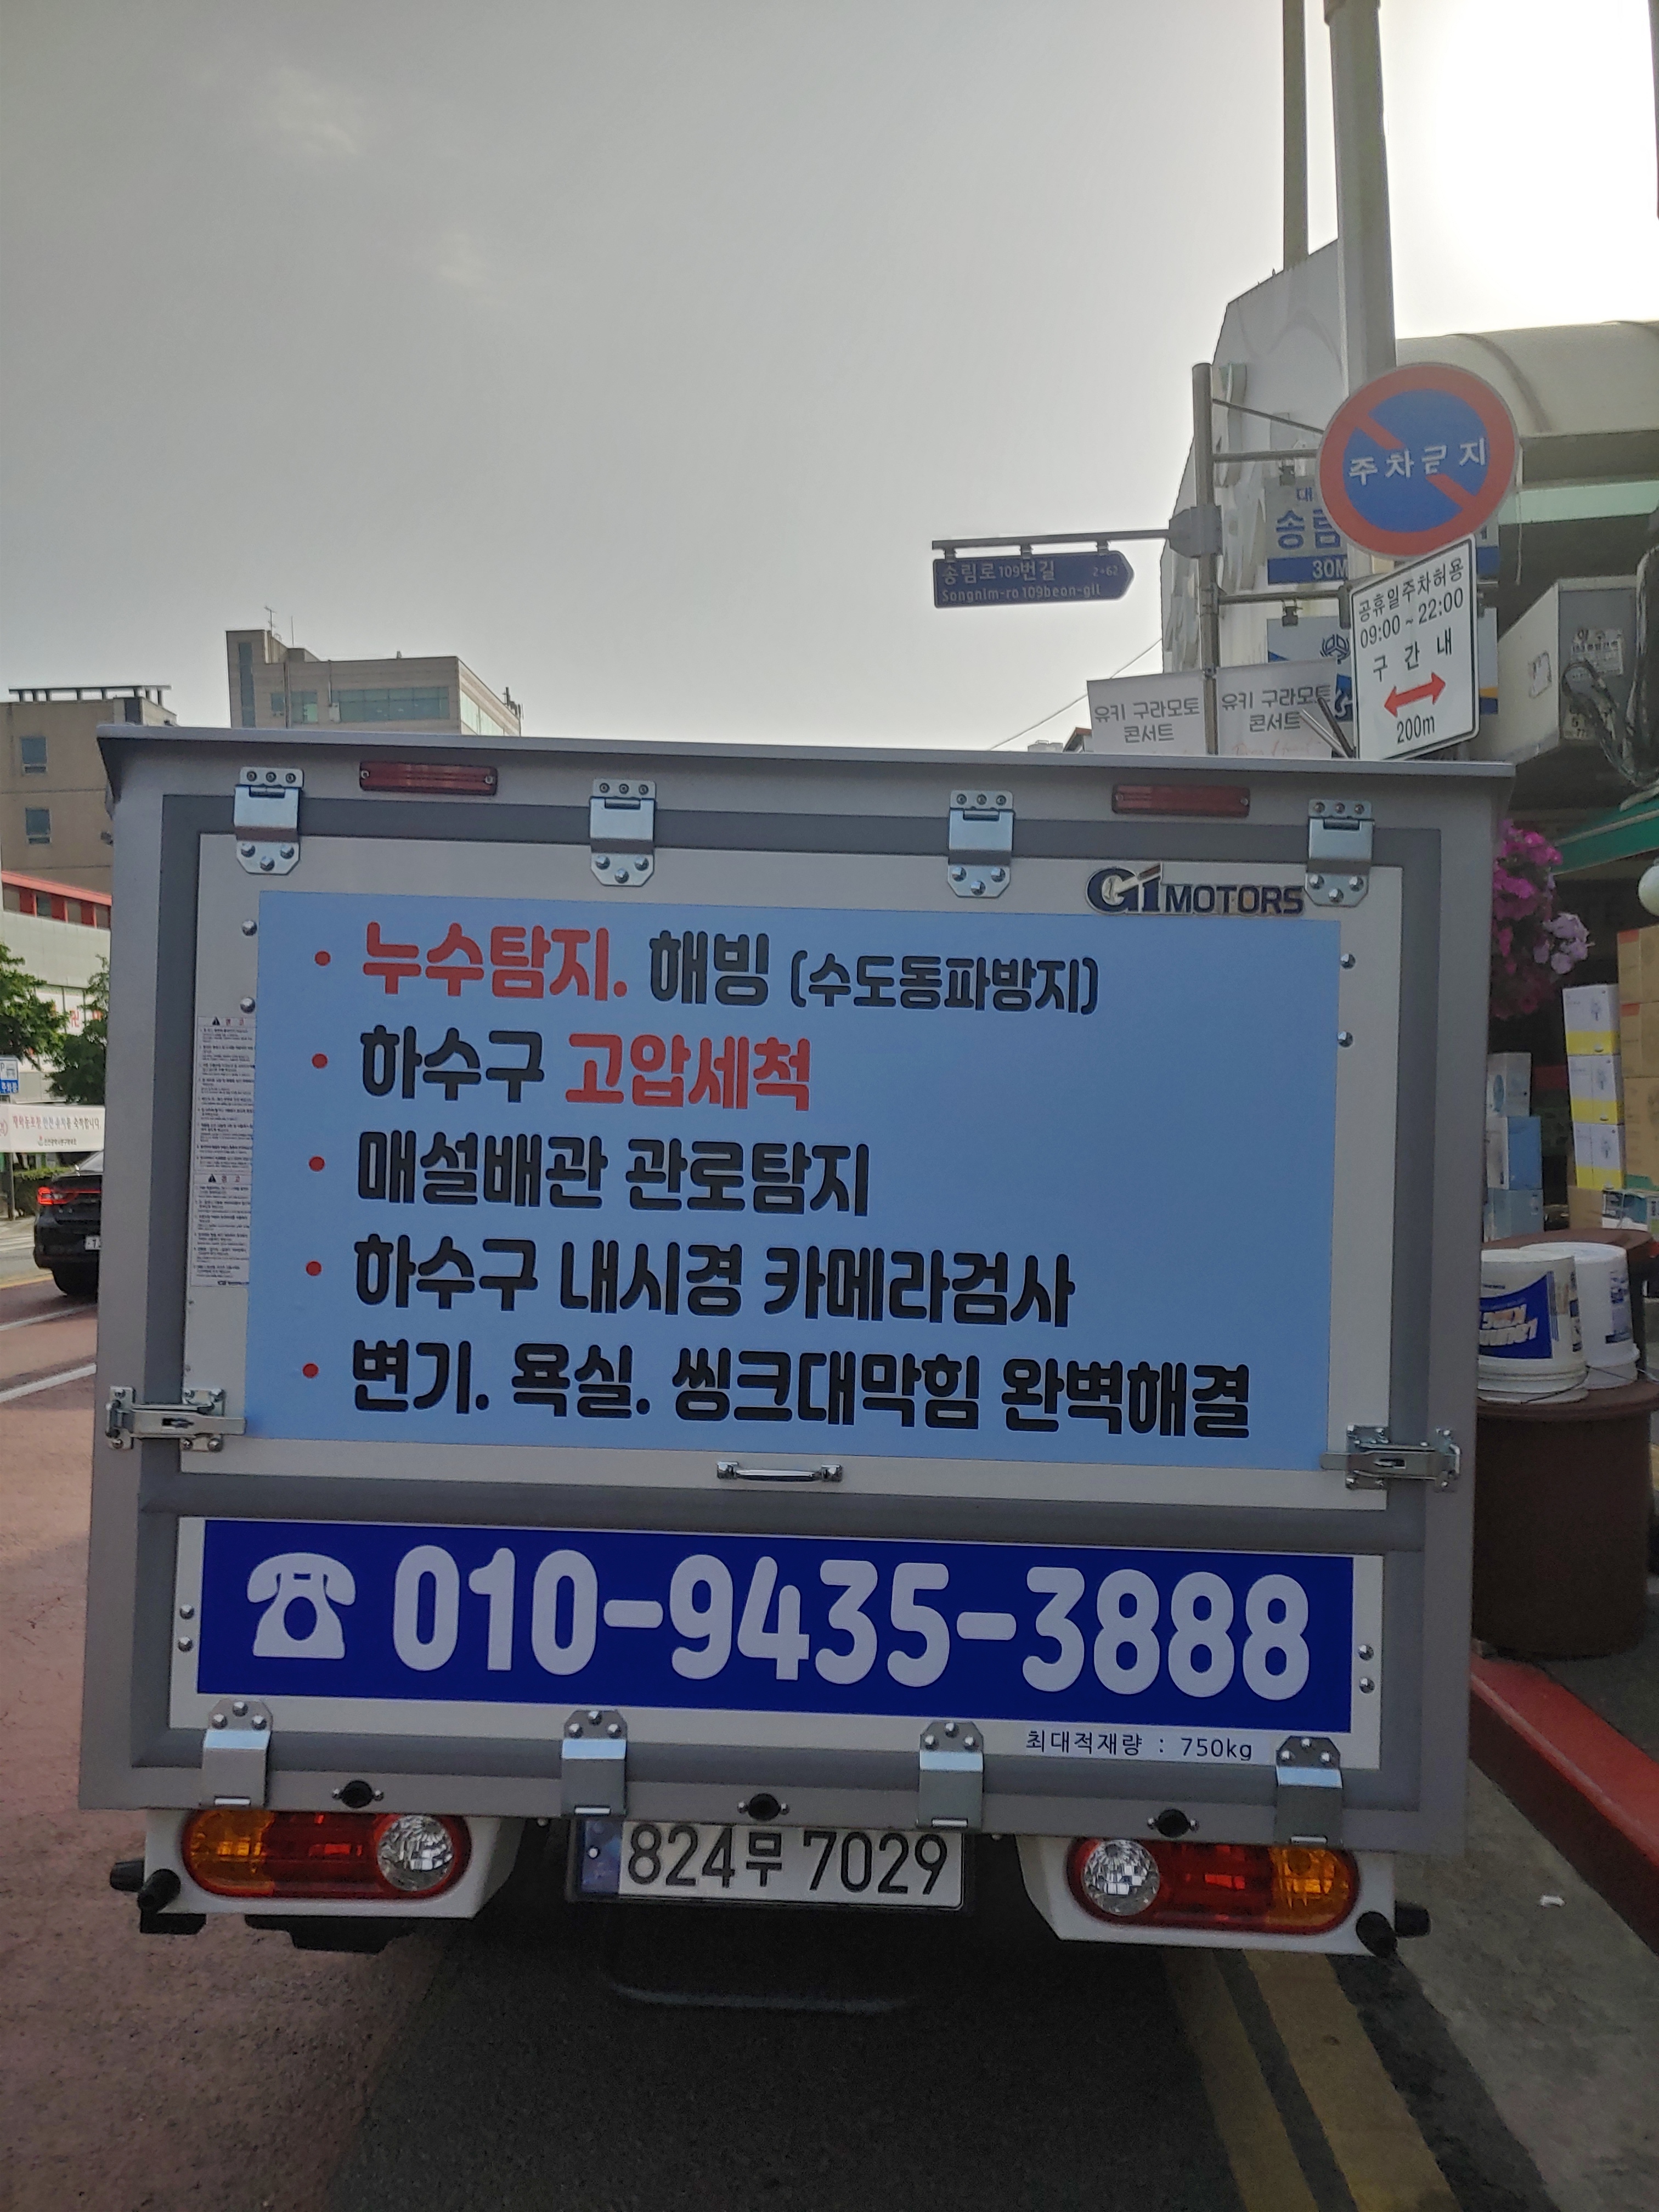 주차금지
송림로109번길 2-62
Songnim-ro 109beon-gil
대
송림
30M
공휴일주차허용
09:00~22:00
구 간 내
200m
유키 구라모토
콘서트
유키 구라모토
콘서트
G1 MOTORS
• 누수탐지. 해빙 (수도동파방지)
• 하수구 고압세척
• 매설배관 관로탐지
• 하수구 내시경 카메라검사
• 변기. 욕실. 씽크대막힘 완벽해결
경 고
경 고
☎ 010-9435-3888
최대적재량 : 750kg
824무 7029